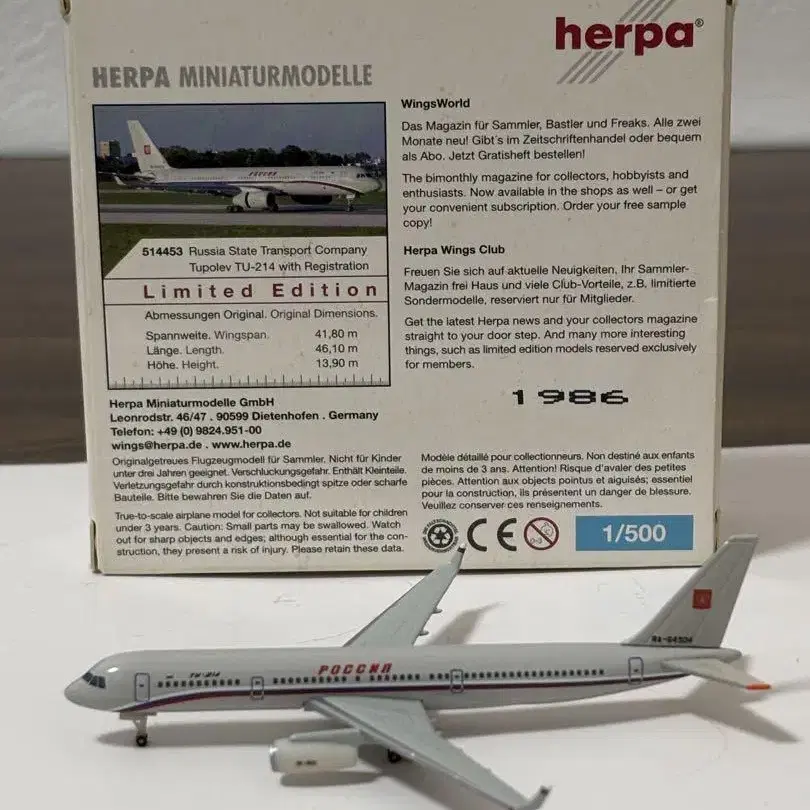 herpa®
HERPA MINIATURMODELLE
514453 Russia State Transport Company
Tupolev TU-214 with Registration
Limited Edition
Abmessungen Original. Original Dimensions.
Spannweite. Wingspan. 41,80 m
Länge. Length. 46,10 m
Höhe. Height. 13,90 m
WingsWorld
Das Magazin für Sammler, Bastler und Freaks. Alle zwei
Monate neu! Gibt´s im Zeitschriftenhandel oder bequem
als Abo. Jetzt Gratisheft bestellen!
The bimonthly magazine for collectors, hobbyists and
enthusiasts. Now available in the shops as well – or get
your convenient subscription. Order your free sample
copy!
Herpa Wings Club
Freuen Sie sich auf aktuelle Neuigkeiten, Ihr Sammler-
Magazin frei Haus und viele Club-Vorteile, z.B. limitierte
Sondermodelle, reserviert nur für Mitglieder.
Get the latest Herpa news and your collectors magazine
straight to your door step. And many more interesting
things, such as limited edition models reserved exclusively
for members.
1986
Herpa Miniaturmodelle GmbH
Leonrodstr. 46/47 . 90599 Dietenhofen . Germany
Telefon: +49 (0) 9824.951-00
wings@herpa.de . www.herpa.de
Originalgetreues Flugzeugmodell für Sammler. Nicht für Kinder
unter drei Jahren geeignet. Verschluckungsgefahr. Enthält Kleinteile.
Verletzungsgefahr durch konstruktionsbedingt spitze oder scharfe
Bauteile. Bitte bewahren Sie die Daten auf.
True-to-scale airplane model for collectors. Not suitable for children
under 3 years. Caution: Small parts may be swallowed. Watch
out for sharp objects and edges; although essential for the con-
struction, they present a risk of injury. Please retain these data.
Modèle détaillé pour collectionneurs. Non destiné aux enfants
de moins de 3 ans. Attention! Risque d'avaler des petites
pièces. Attention aux objets pointus et aiguisés; essentiel
pour la construction, ils présentent un danger de blessure.
Veuillez conserver ces renseignements.
CE
0-3
1/500
TU-214
РОССИЯ